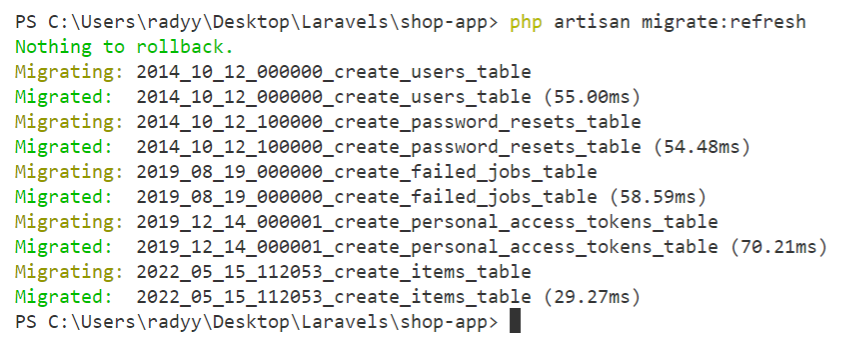 PS C:\Users\radyy\Desktop\Laravels\shop-app> php artisan migrate:refresh
Nothing to rollback.
Migrating: 2014_10_12_000000_create_users_table
Migrated:  2014_10_12_000000_create_users_table (55.00ms)
Migrating: 2014_10_12_100000_create_password_resets_table
Migrated:  2014_10_12_100000_create_password_resets_table (54.48ms)
Migrating: 2019_08_19_000000_create_failed_jobs_table
Migrated:  2019_08_19_000000_create_failed_jobs_table (58.59ms)
Migrating: 2019_12_14_000001_create_personal_access_tokens_table
Migrated:  2019_12_14_000001_create_personal_access_tokens_table (70.21ms)
Migrating: 2022_05_15_112053_create_items_table
Migrated:  2022_05_15_112053_create_items_table (29.27ms)
PS C:\Users\radyy\Desktop\Laravels\shop-app>